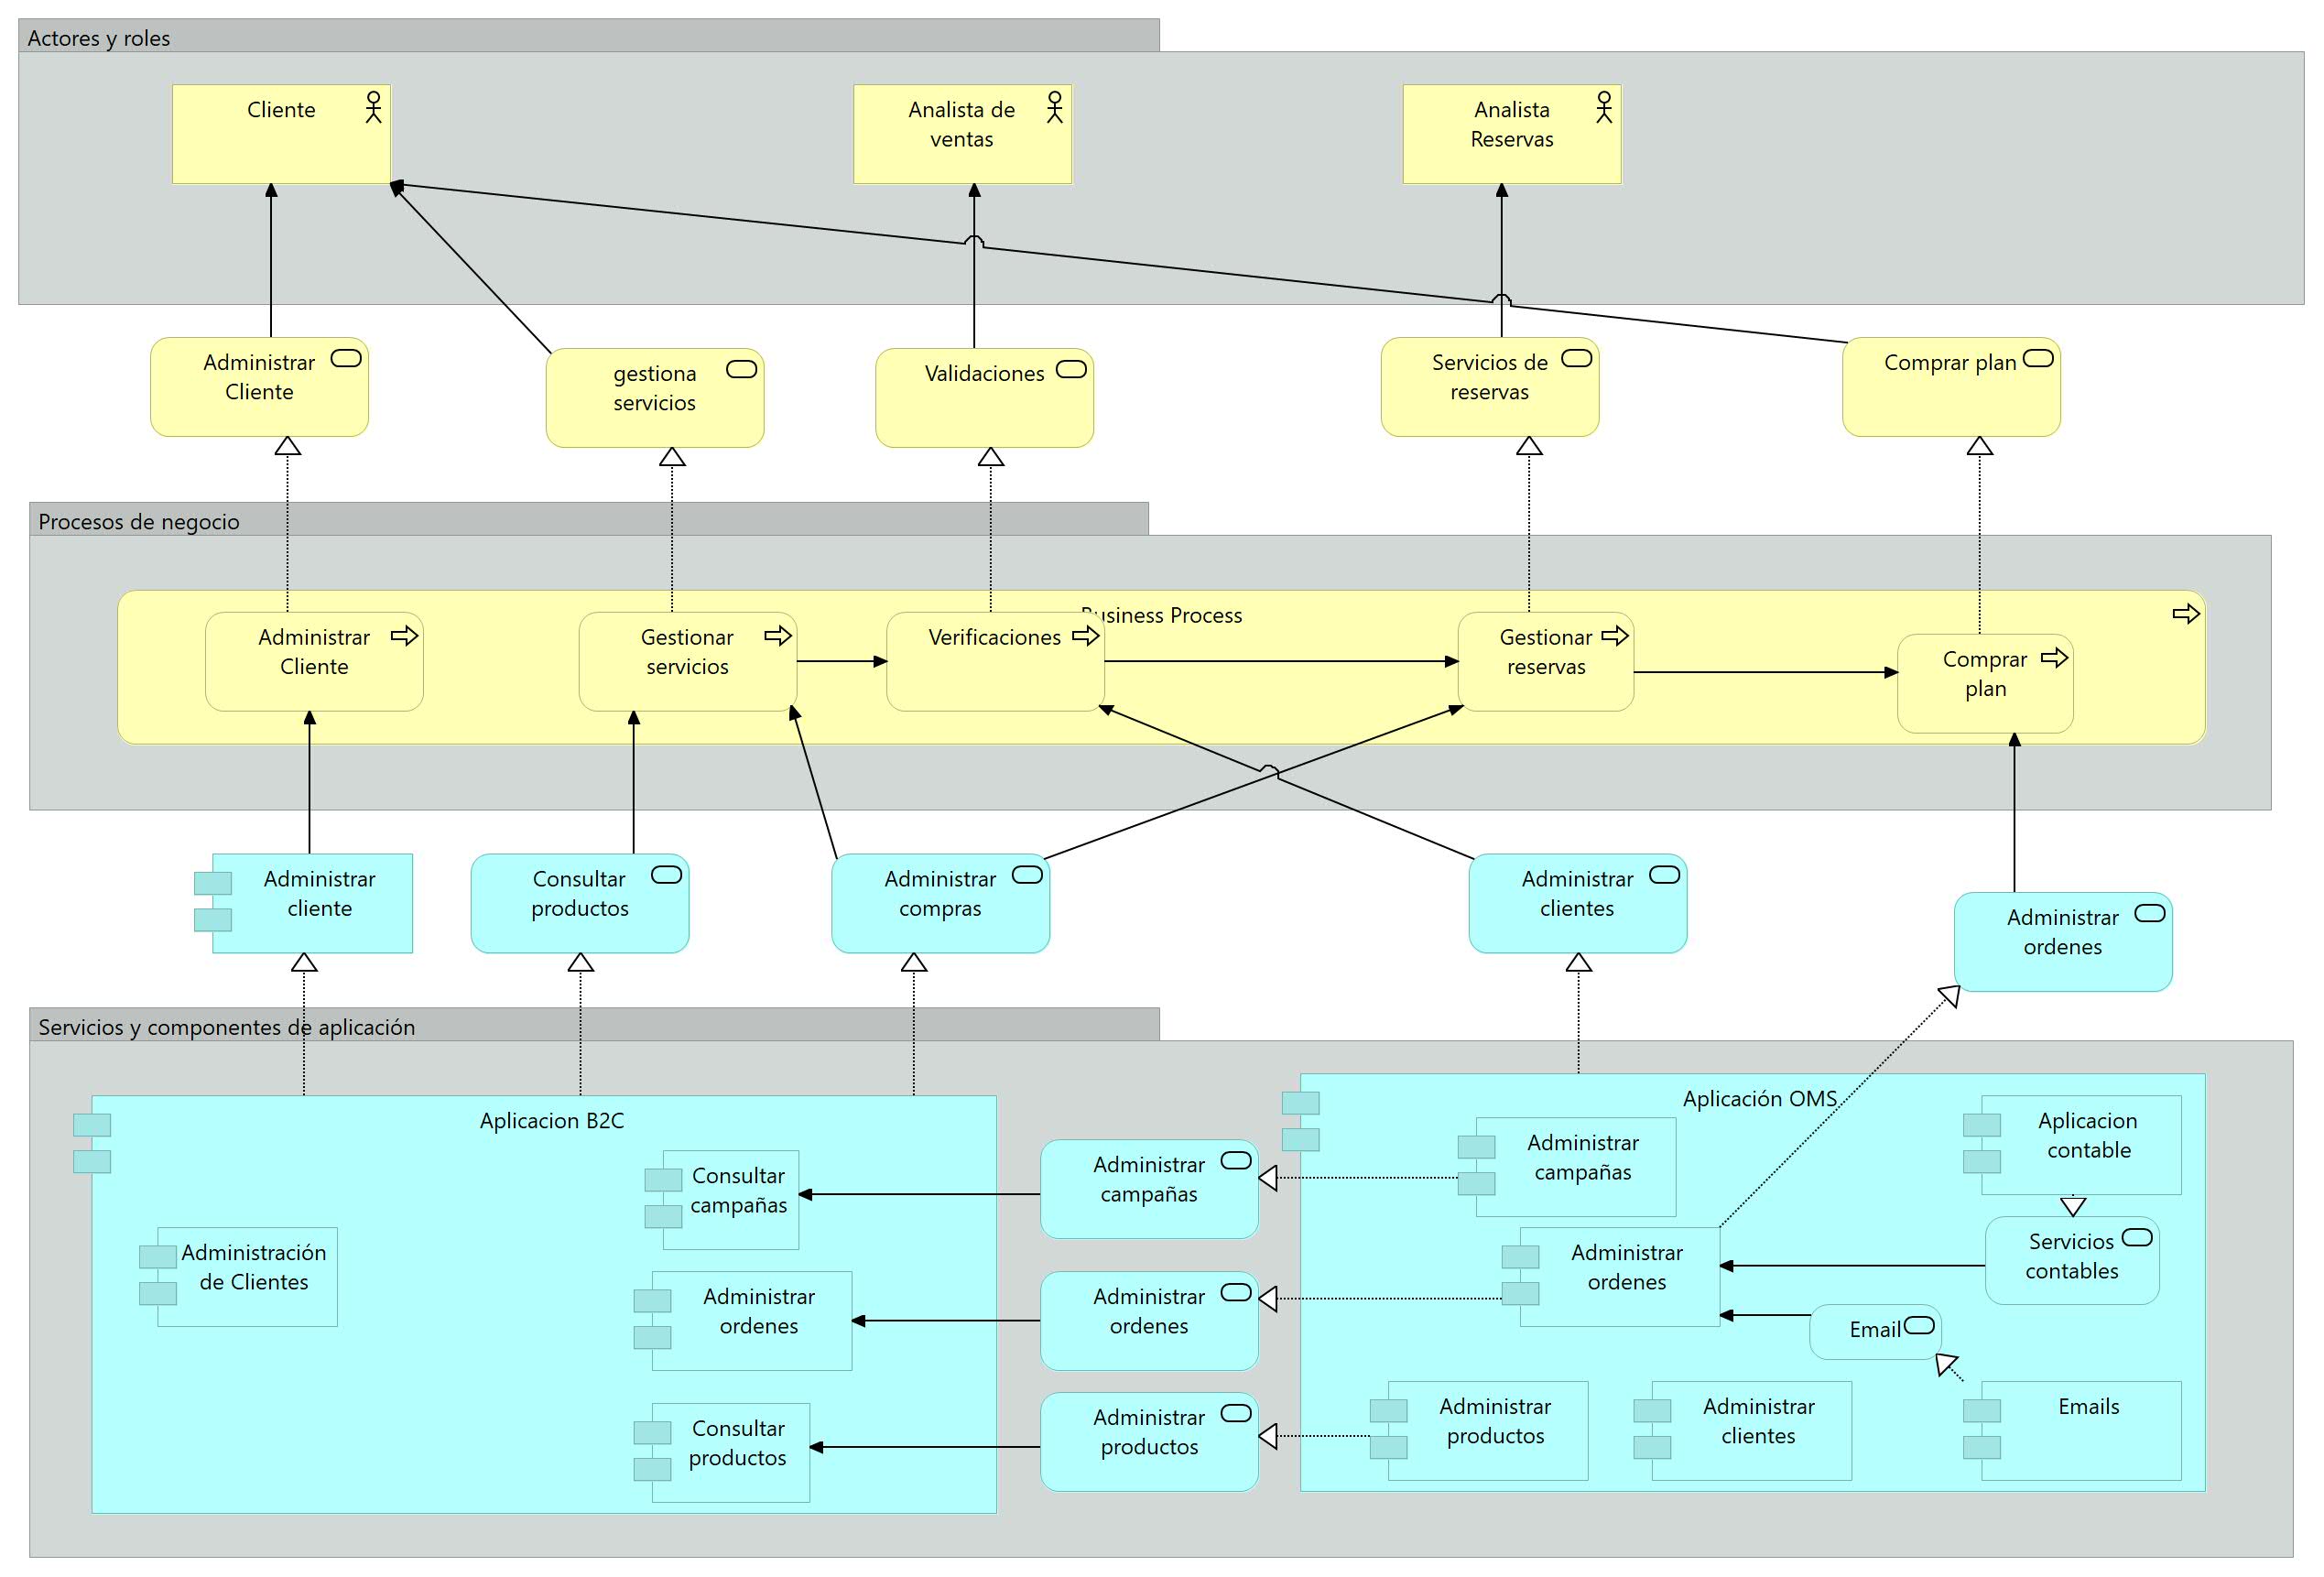 Actores y roles
Cliente
Analista de
ventas
Analista
Reservas
Administrar
Cliente
gestiona
servicios
Validaciones
Servicios de
reservas
Comprar plan
Procesos de negocio
Business Process
Administrar
Cliente
Gestionar
servicios
Verificaciones
Gestionar
reservas
Comprar
plan
Administrar
cliente
Consultar
productos
Administrar
compras
Administrar
clientes
Administrar
ordenes
Servicios y componentes de aplicación
Aplicacion B2C
Consultar
campañas
Administración
de Clientes
Administrar
ordenes
Consultar
productos
Administrar
campañas
Administrar
ordenes
Administrar
productos
Aplicación OMS
Administrar
campañas
Aplicacion
contable
Administrar
ordenes
Servicios
contables
Email
Administrar
productos
Administrar
clientes
Emails